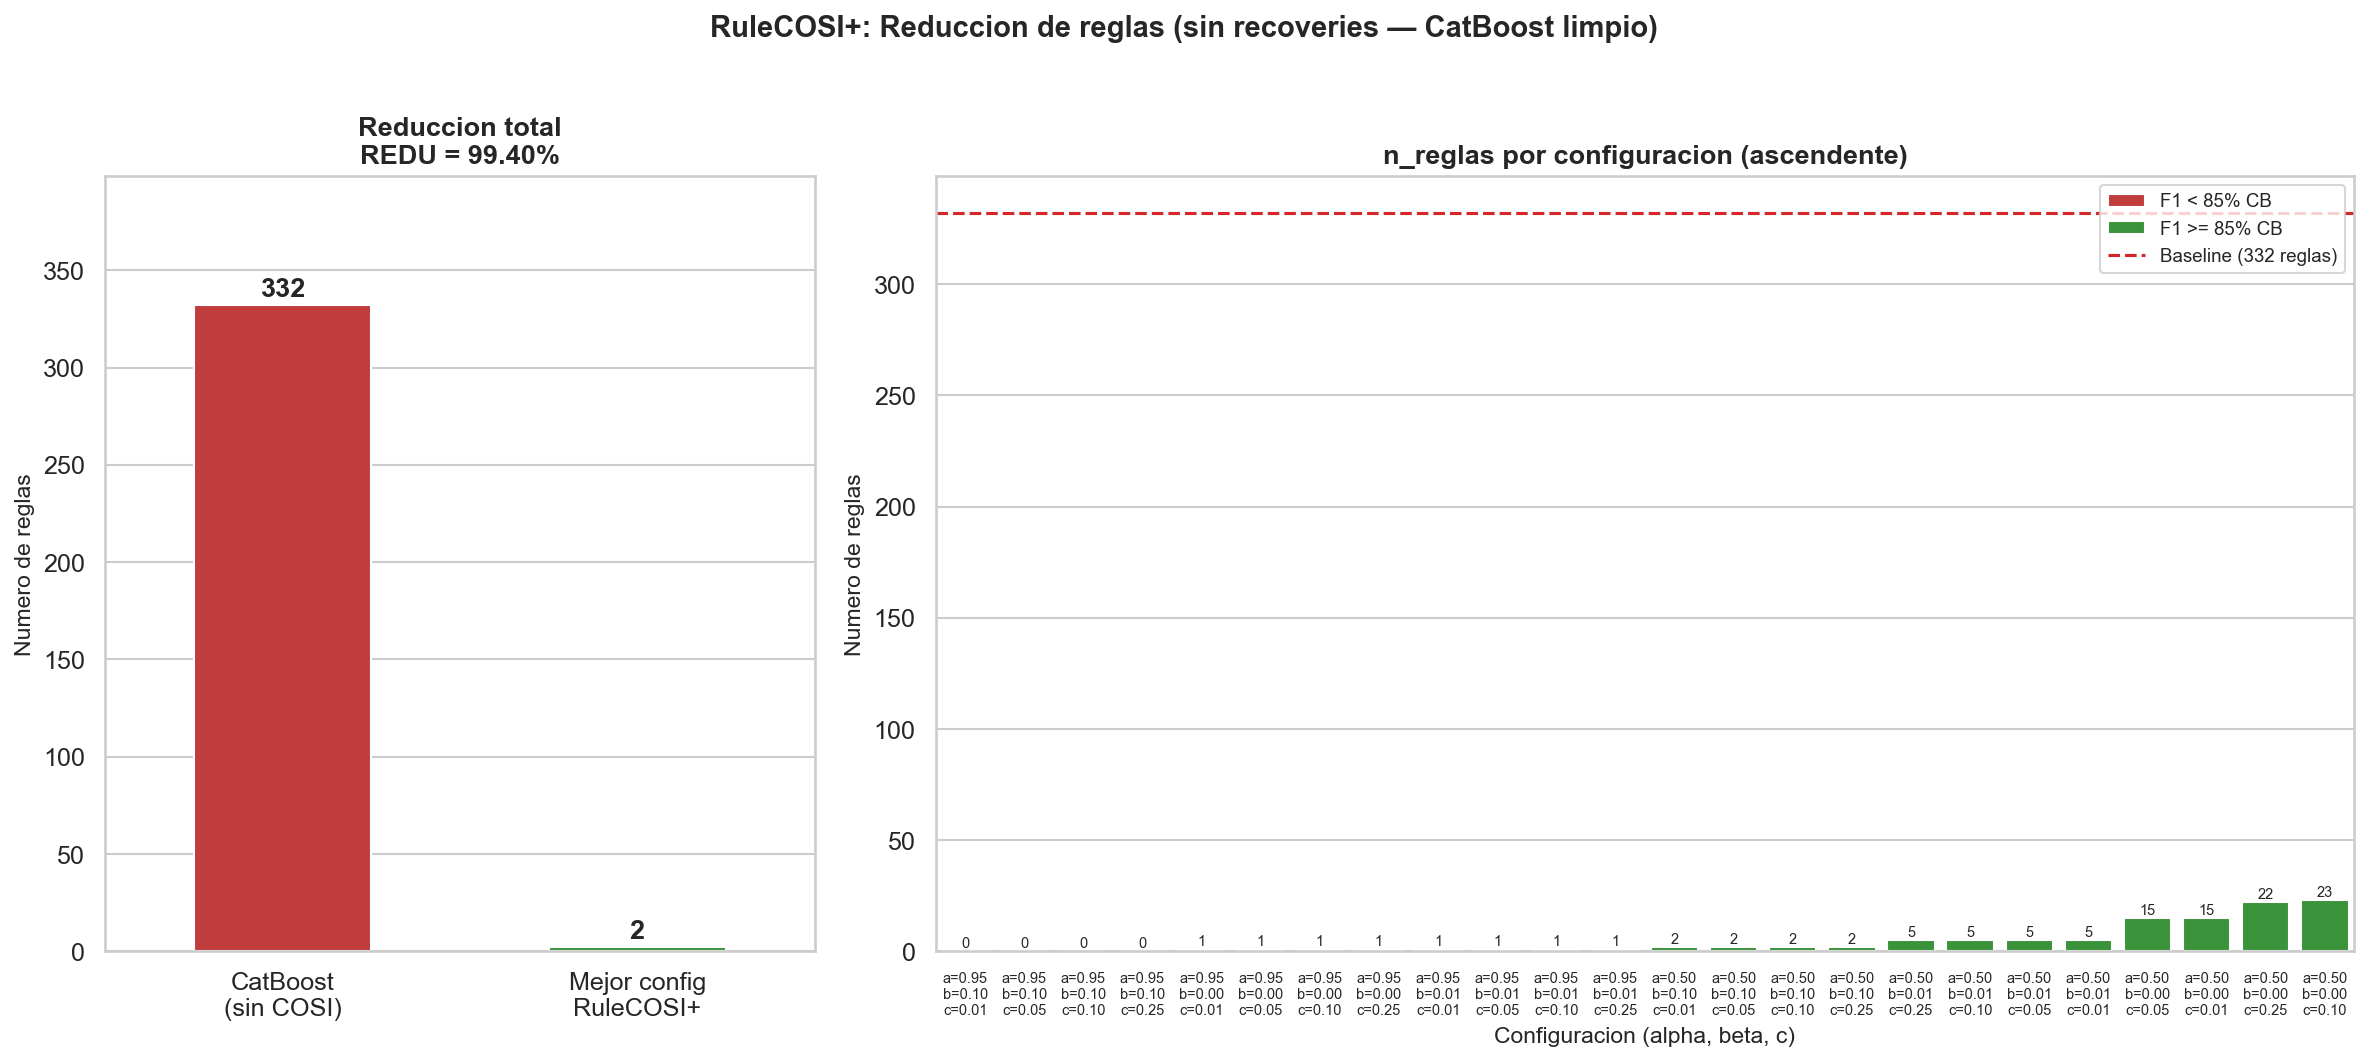 RuleCOSI+: Reduccion de reglas (sin recoveries — CatBoost limpio)
Reduccion total
REDU = 99.40%
Numero de reglas
350
300
250
200
150
100
50
0
332
2
CatBoost
(sin COSI)
Mejor config
RuleCOSI+
n_reglas por configuracion (ascendente)
F1 < 85% CB
F1 >= 85% CB
Baseline (332 reglas)
Numero de reglas
300
250
200
150
100
50
0
0 0 0 0 1 1 1 1 1 1 1 1 2 2 2 2 5 5 5 5 15 15 22 23
a=0.95 a=0.95 a=0.95 a=0.95 a=0.95 a=0.95 a=0.95 a=0.95 a=0.95 a=0.95 a=0.95 a=0.95 a=0.50 a=0.50 a=0.50 a=0.50 a=0.50 a=0.50 a=0.50 a=0.50 a=0.50 a=0.50 a=0.50 a=0.50
b=0.10 b=0.10 b=0.10 b=0.10 b=0.00 b=0.00 b=0.00 b=0.00 b=0.01 b=0.01 b=0.01 b=0.01 b=0.10 b=0.10 b=0.10 b=0.10 b=0.01 b=0.01 b=0.01 b=0.01 b=0.00 b=0.00 b=0.00 b=0.00
c=0.01 c=0.05 c=0.10 c=0.25 c=0.01 c=0.05 c=0.10 c=0.25 c=0.01 c=0.05 c=0.10 c=0.25 c=0.01 c=0.05 c=0.10 c=0.25 c=0.25 c=0.10 c=0.05 c=0.01 c=0.05 c=0.01 c=0.25 c=0.10
Configuracion (alpha, beta, c)